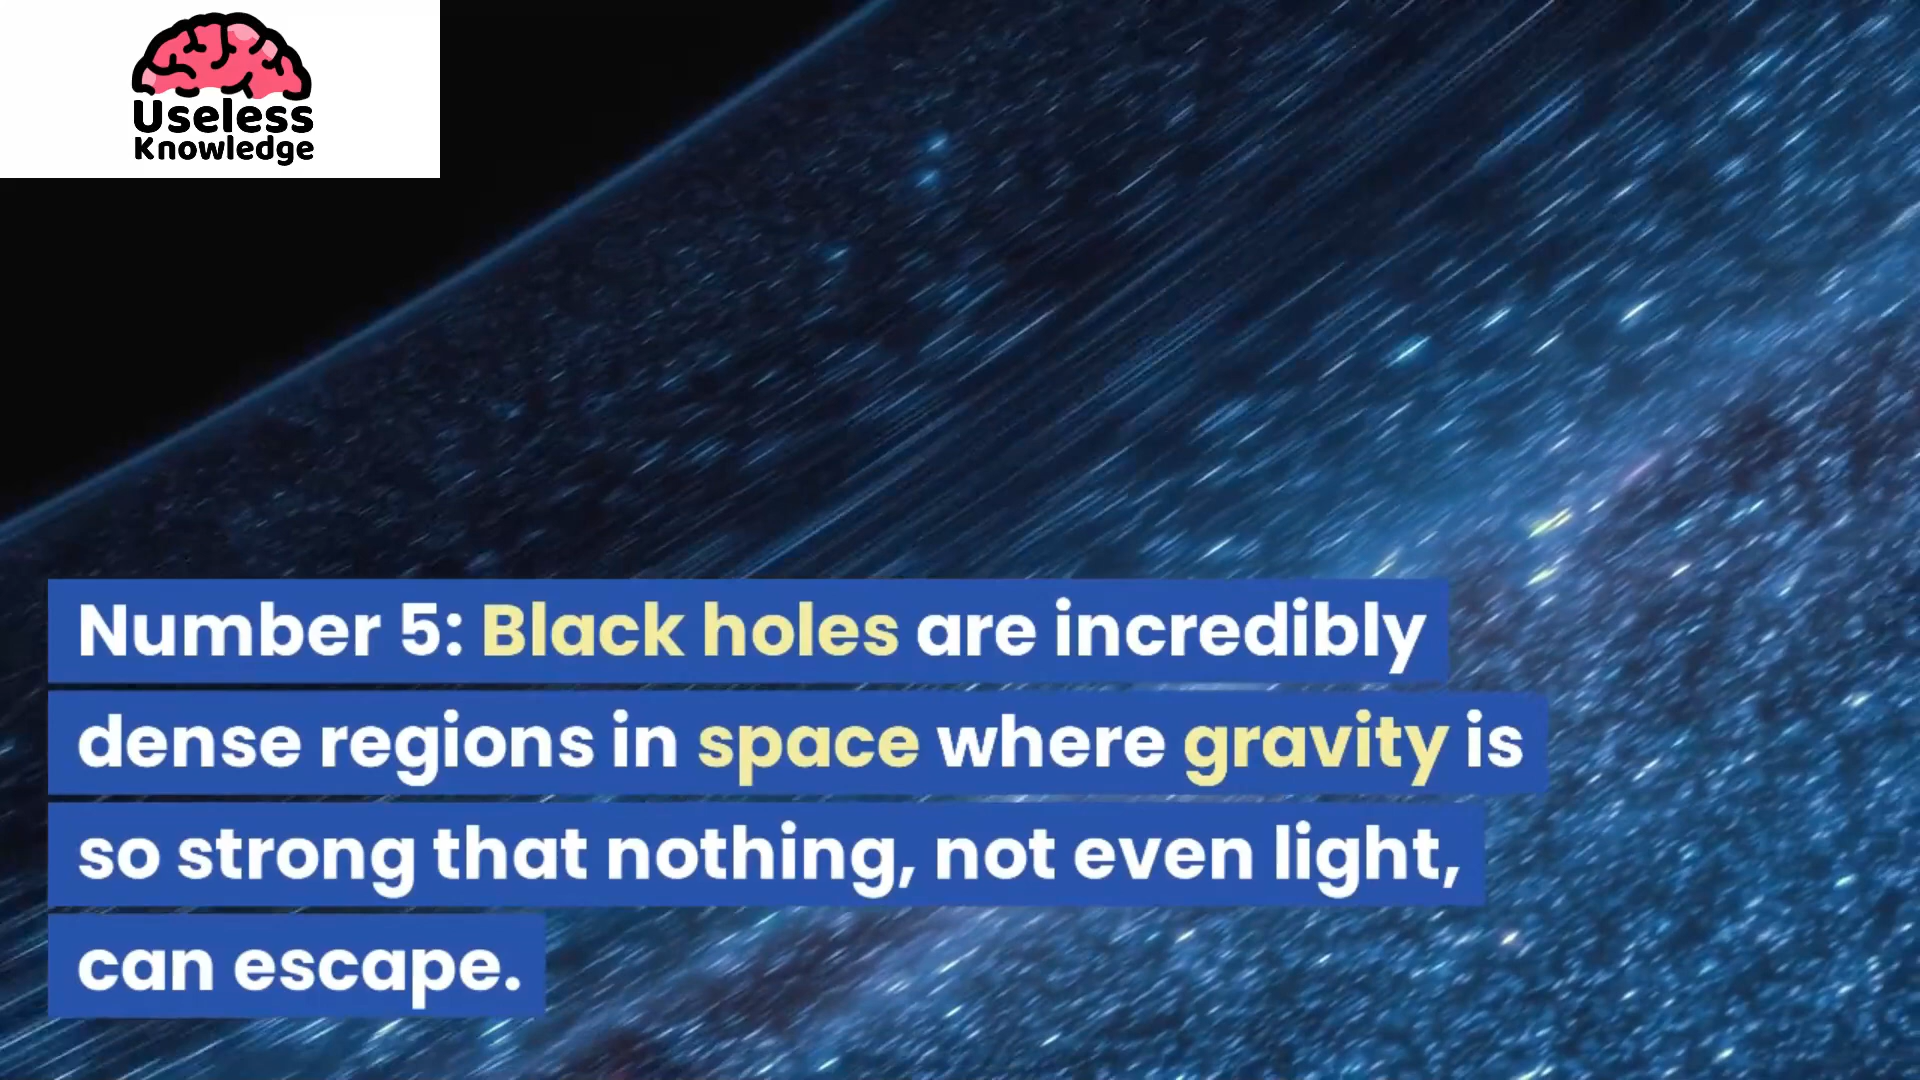 Useless
Knowledge
Number 5: Black holes are incredibly
dense regions in space where gravity is
so strong that nothing, not even light,
can escape.